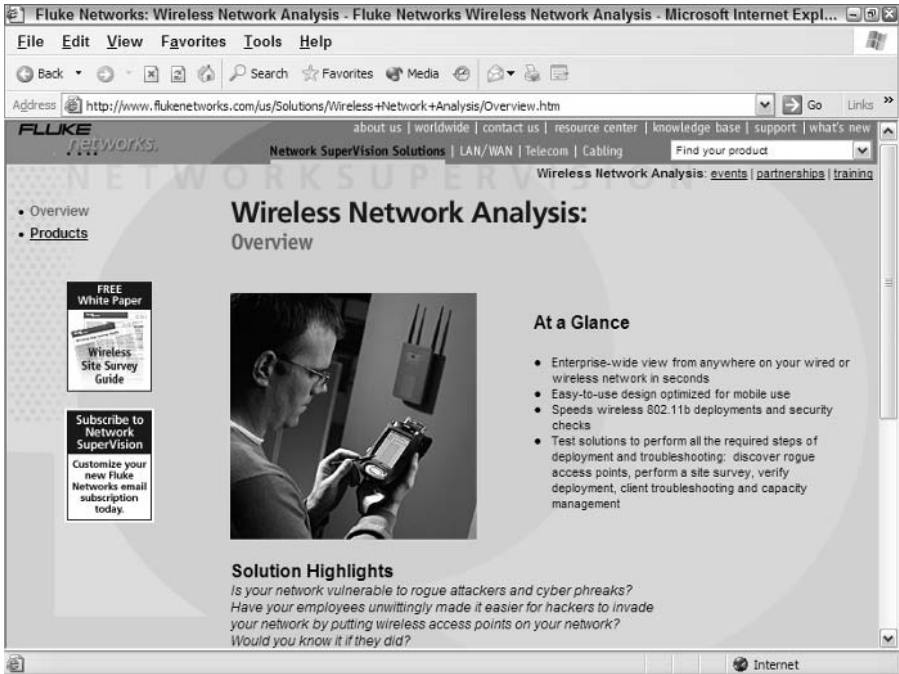 Fluke Networks: Wireless Network Analysis - Fluke Networks Wireless Network Analysis - Microsoft Internet Expl...
File Edit View Favorites Tools Help
Back Search Favorites Media
Address http://www.flukenetworks.com/us/Solutions/Wireless+Network+Analysis/Overview.htm Go Links »
FLUKE networks.
about us | worldwide | contact us | resource center | knowledge base | support | what's new
Network SuperVision Solutions | LAN/WAN | Telecom | Cabling Find your product
NETWORKSUPERVISION
Wireless Network Analysis: events | partnerships | training
• Overview
• Products
FREE
White Paper
Wireless
Site Survey
Guide
Subscribe to
Network
SuperVision
Customize your
new Fluke
Networks email
subscription
today.
Wireless Network Analysis:
Overview
At a Glance
• Enterprise-wide view from anywhere on your wired or
wireless network in seconds
• Easy-to-use design optimized for mobile use
• Speeds wireless 802.11b deployments and security
checks
• Test solutions to perform all the required steps of
deployment and troubleshooting: discover rogue
access points, perform a site survey, verify
deployment, client troubleshooting and capacity
management
Solution Highlights
Is your network vulnerable to rogue attackers and cyber phreaks?
Have your employees unwittingly made it easier for hackers to invade
your network by putting wireless access points on your network?
Would you know it if they did?
Internet